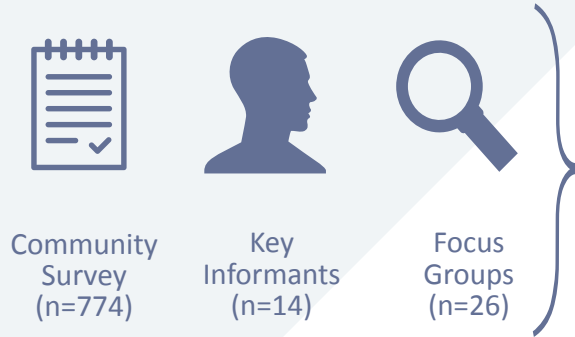 Community
Survey
(n=774)
Key
Informants
(n=14)
Focus
Groups
(n=26)